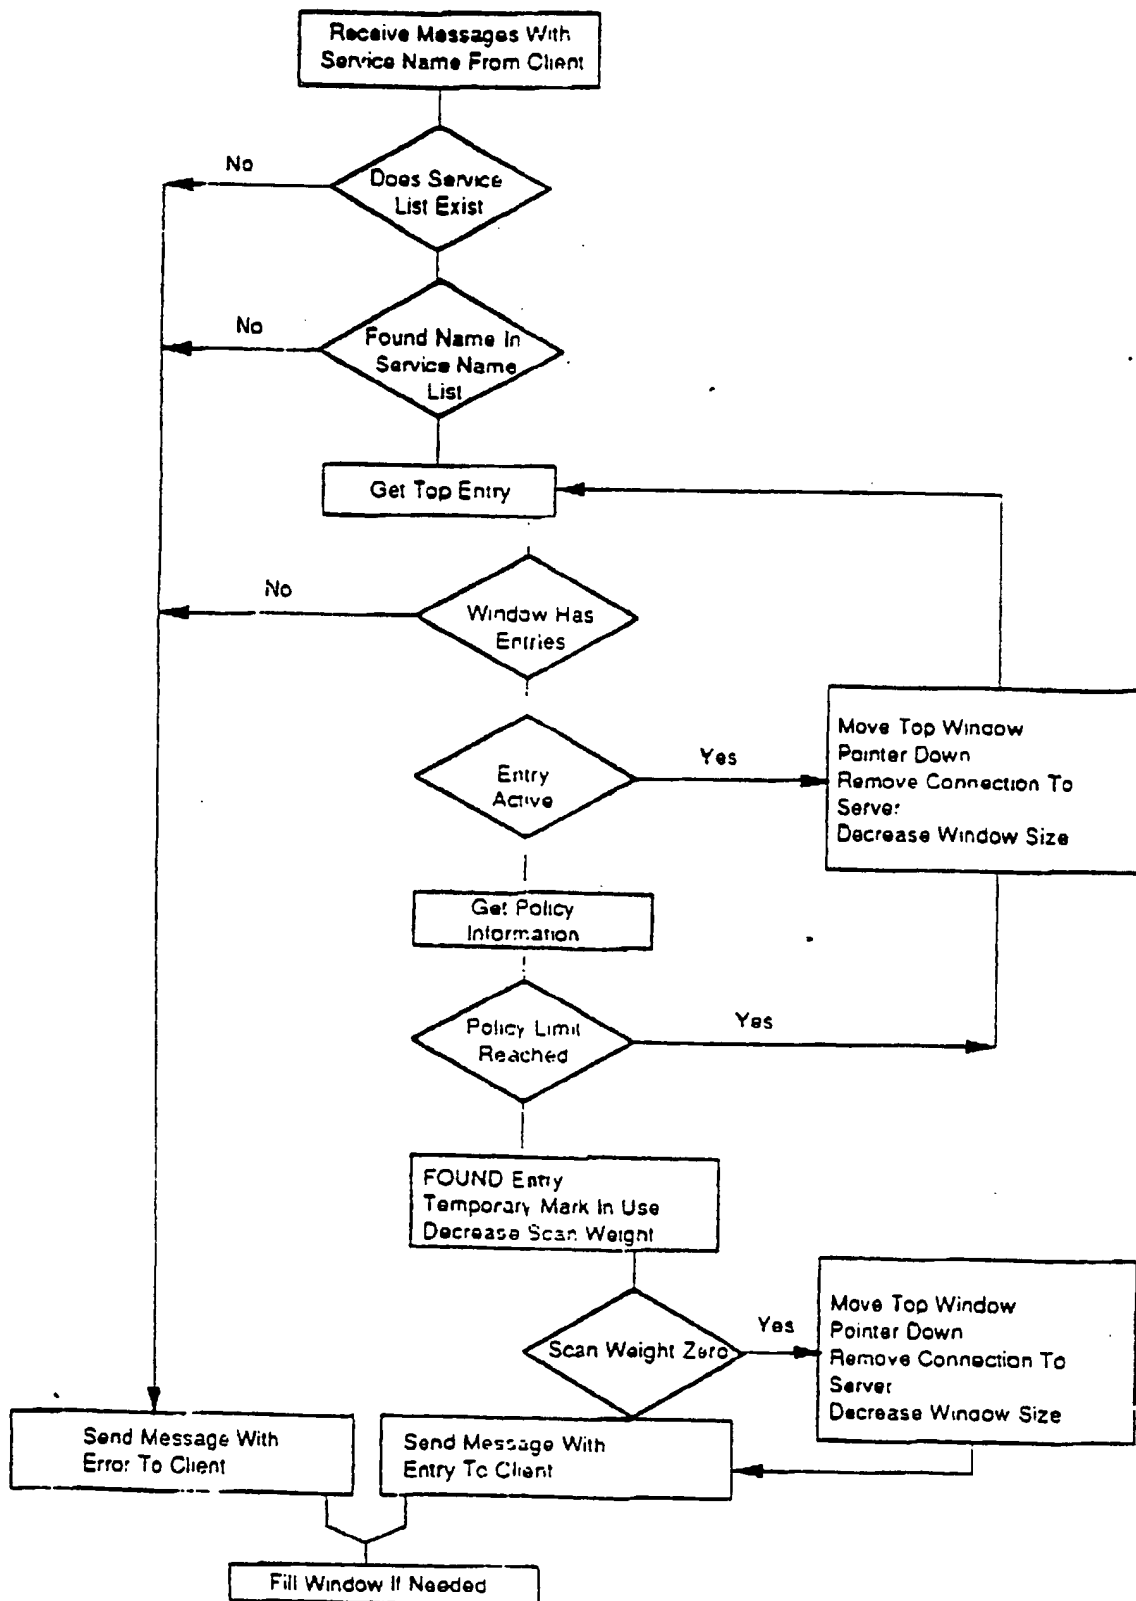 Receive Messages With
Service Name From Client
No
Does Service
List Exist
No
Found Name In
Service Name
List
Get Top Entry
No
Window Has
Entries
Move Top Window
Pointer Down
Remove Connection To
Server
Decrease Window Size
Yes
Entry
Active
Get Policy
Information
Policy Limit
Reached
Yes
FOUND Entry
Temporary Mark In Use
Decrease Scan Weight
Scan Weight Zero
Yes
Move Top Window
Pointer Down
Remove Connection To
Server
Decrease Window Size
Send Message With
Error To Client
Send Message With
Entry To Client
Fill Window If Needed